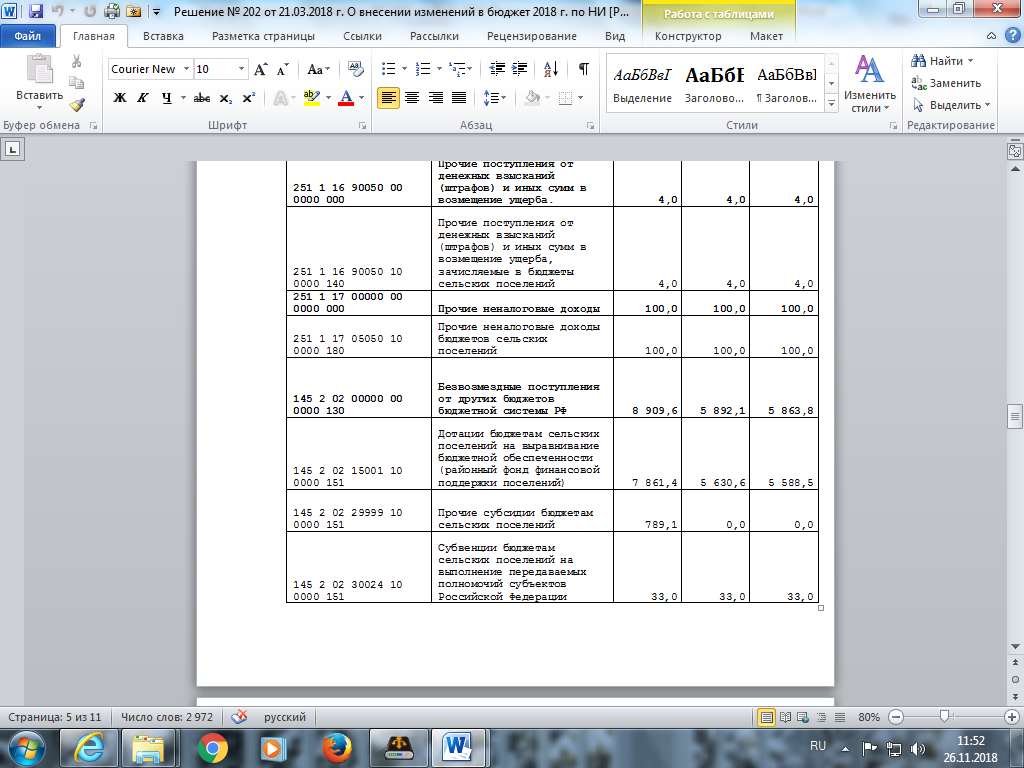 Решение № 202 от 21.03.2018 г. О внесении изменений в бюджет 2018 г. по НИ [Р...
Работа с таблицами
Файл Главная Вставка Разметка страницы Ссылки Рассылки Рецензирование Вид Конструктор Макет
Вставить
Courier New 10
Ж К Ч abc x₂ x²
АаБбВвІ АаБбЕ АаБбВвІ
Выделение Заголово... ¶ Заголов...
Изменить стили
Найти
Заменить
Выделить
Буфер обмена Шрифт Абзац Стили Редактирование
251 1 16 90050 00
0000 000
Прочие поступления от
денежных взысканий
(штрафов) и иных сумм в
возмещение ущерба.
4,0 4,0 4,0
251 1 16 90050 10
0000 140
Прочие поступления от
денежных взысканий
(штрафов) и иных сумм в
возмещение ущерба,
зачисляемые в бюджеты
сельских поселений
4,0 4,0 4,0
251 1 17 00000 00
0000 000
Прочие неналоговые доходы
100,0 100,0 100,0
251 1 17 05050 10
0000 180
Прочие неналоговые доходы
бюджетов сельских
поселений
100,0 100,0 100,0
145 2 02 00000 00
0000 130
Безвозмездные поступления
от других бюджетов
бюджетной системы РФ
8 909,6 5 892,1 5 863,8
145 2 02 15001 10
0000 151
Дотации бюджетам сельских
поселений на выравнивание
бюджетной обеспеченности
(районный фонд финансовой
поддержки поселений)
7 861,4 5 630,6 5 588,5
145 2 02 29999 10
0000 151
Прочие субсидии бюджетам
сельских поселений
789,1 0,0 0,0
145 2 02 30024 10
0000 151
Субвенции бюджетам
сельских поселений на
выполнение передаваемых
полномочий субъектов
Российской Федерации
33,0 33,0 33,0
Страница: 5 из 11 Число слов: 2 972 русский 80%
RU
11:52
26.11.2018